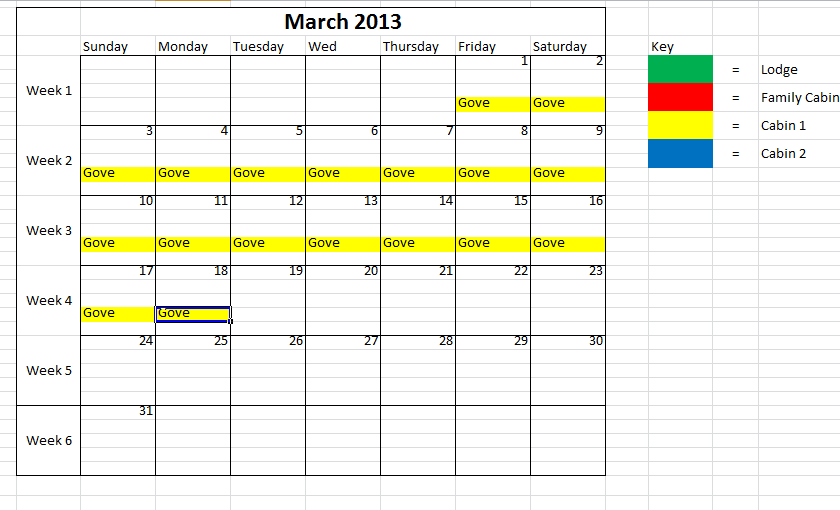 March 2013
Sunday Monday Tuesday Wed Thursday Friday Saturday Key
1 2
= Lodge
Week 1
= Family Cabin
Gove Gove
= Cabin 1
3 4 5 6 7 8 9
= Cabin 2
Week 2
Gove Gove Gove Gove Gove Gove Gove
10 11 12 13 14 15 16
Week 3
Gove Gove Gove Gove Gove Gove Gove
17 18 19 20 21 22 23
Week 4
Gove Gove
24 25 26 27 28 29 30
Week 5
31
Week 6